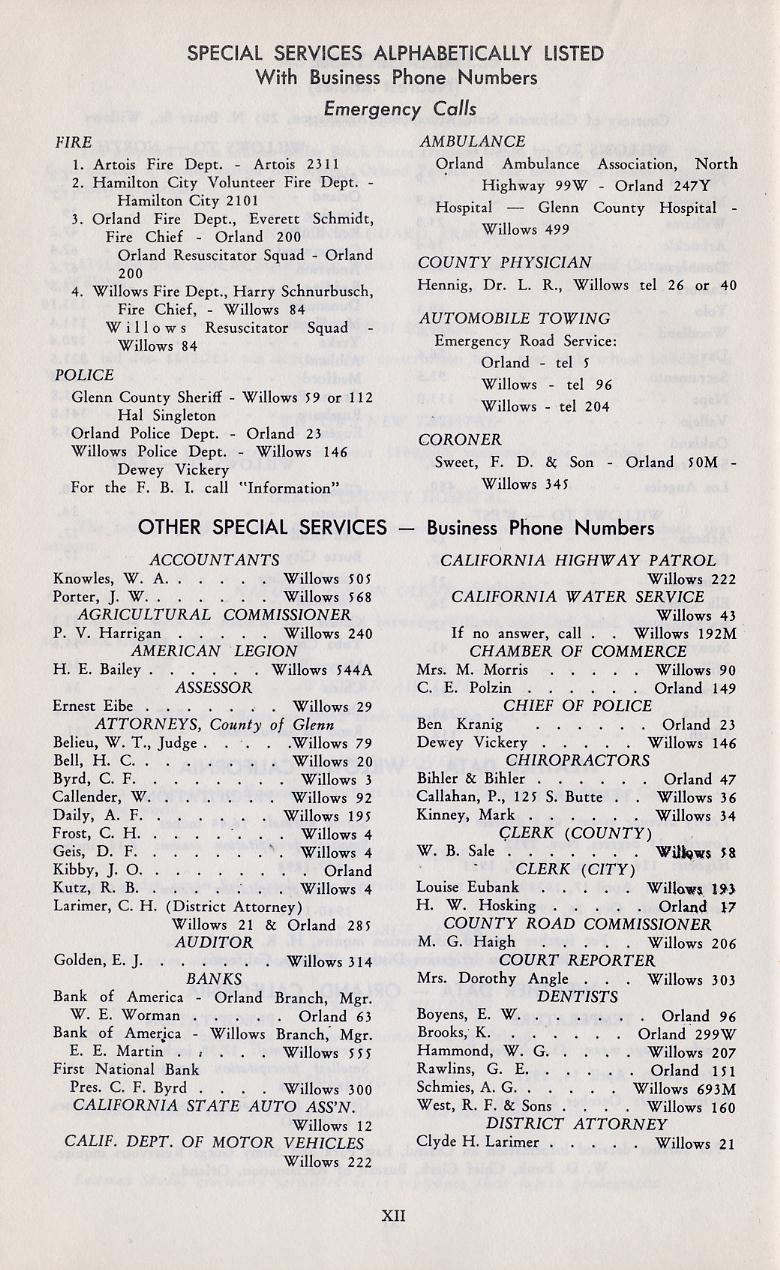 SPECIAL SERVICES ALPHABETICALLY LISTED
With Business Phone Numbers
Emergency Calls
FIRE
1. Artois Fire Dept. - Artois 2311
2. Hamilton City Volunteer Fire Dept. -
Hamilton City 2101
3. Orland Fire Dept., Everett Schmidt,
Fire Chief - Orland 200
Orland Resuscitator Squad - Orland
200
4. Willows Fire Dept., Harry Schnurbusch,
Fire Chief, - Willows 84
Willows Resuscitator Squad -
Willows 84
POLICE
Glenn County Sheriff - Willows 59 or 112
Hal Singleton
Orland Police Dept. - Orland 23
Willows Police Dept. - Willows 146
Dewey Vickery
For the F. B. I. call "Information"
AMBULANCE
Orland Ambulance Association, North
Highway 99W - Orland 247Y
Hospital — Glenn County Hospital -
Willows 499
COUNTY PHYSICIAN
Hennig, Dr. L. R., Willows tel 26 or 40
AUTOMOBILE TOWING
Emergency Road Service:
Orland - tel 5
Willows - tel 96
Willows - tel 204
CORONER
Sweet, F. D. & Son - Orland 50M -
Willows 345
OTHER SPECIAL SERVICES — Business Phone Numbers
ACCOUNTANTS
Knowles, W. A. . . . . . . Willows 505
Porter, J. W. . . . . . . Willows 568
AGRICULTURAL COMMISSIONER
P. V. Harrigan . . . . . Willows 240
AMERICAN LEGION
H. E. Bailey . . . . . . Willows 544A
ASSESSOR
Ernest Eibe . . . . . . Willows 29
ATTORNEYS, County of Glenn
Belieu, W. T., Judge . . . . .Willows 79
Bell, H. C. . . . . . . . Willows 20
Byrd, C. F. . . . . . . . Willows 3
Callender, W. . . . . . . Willows 92
Daily, A. F. . . . . . . Willows 195
Frost, C. H. . . . . . . . Willows 4
Geis, D. F. . . . . . . . Willows 4
Kibby, J. O. . . . . . . . . Orland
Kutz, R. B. . . . . . . . Willows 4
Larimer, C. H. (District Attorney)
Willows 21 & Orland 285
AUDITOR
Golden, E. J. . . . . . . Willows 314
BANKS
Bank of America - Orland Branch, Mgr.
W. E. Worman . . . . . Orland 63
Bank of America - Willows Branch, Mgr.
E. E. Martin . . . . . Willows 555
First National Bank
Pres. C. F. Byrd . . . . Willows 300
CALIFORNIA STATE AUTO ASS'N.
Willows 12
CALIF. DEPT. OF MOTOR VEHICLES
Willows 222
CALIFORNIA HIGHWAY PATROL
Willows 222
CALIFORNIA WATER SERVICE
Willows 43
If no answer, call . . Willows 192M
CHAMBER OF COMMERCE
Mrs. M. Morris . . . . . Willows 90
C. E. Polzin . . . . . . Orland 149
CHIEF OF POLICE
Ben Kranig . . . . . . Orland 23
Dewey Vickery . . . . . Willows 146
CHIROPRACTORS
Bihler & Bihler . . . . . Orland 47
Callahan, P., 125 S. Butte . . Willows 36
Kinney, Mark . . . . . Willows 34
CLERK (COUNTY)
W. B. Sale . . . . . . . Willows 58
CLERK (CITY)
Louise Eubank . . . . . Willows 193
H. W. Hosking . . . . . Orland 17
COUNTY ROAD COMMISSIONER
M. G. Haigh . . . . . Willows 206
COURT REPORTER
Mrs. Dorothy Angle . . . Willows 303
DENTISTS
Boyens, E. W. . . . . . . Orland 96
Brooks, K. . . . . . . Orland 299W
Hammond, W. G. . . . . Willows 207
Rawlins, G. E. . . . . . Orland 151
Schmies, A. G. . . . . . Willows 693M
West, R. F. & Sons . . . . Willows 160
DISTRICT ATTORNEY
Clyde H. Larimer . . . . . Willows 21
XII